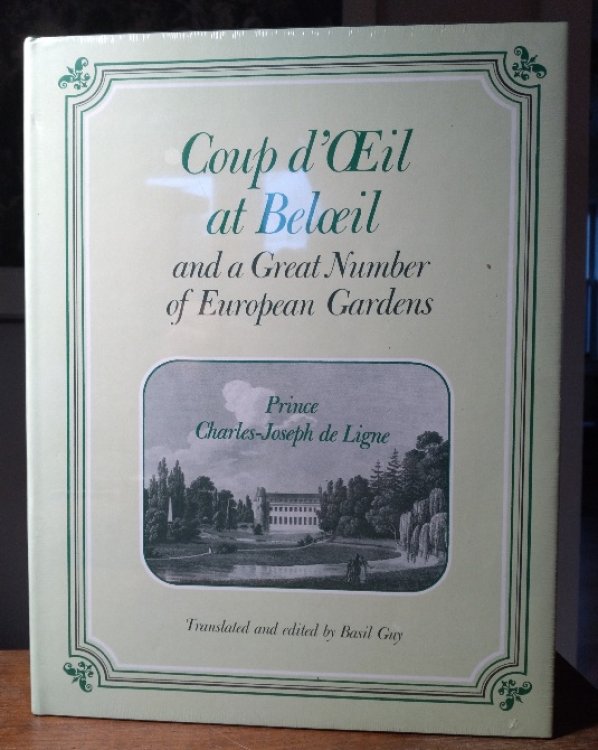 Coup d'Œil
at Belœil
and a Great Number
of European Gardens
Prince
Charles-Joseph de Ligne
Translated and edited by Basil Guy